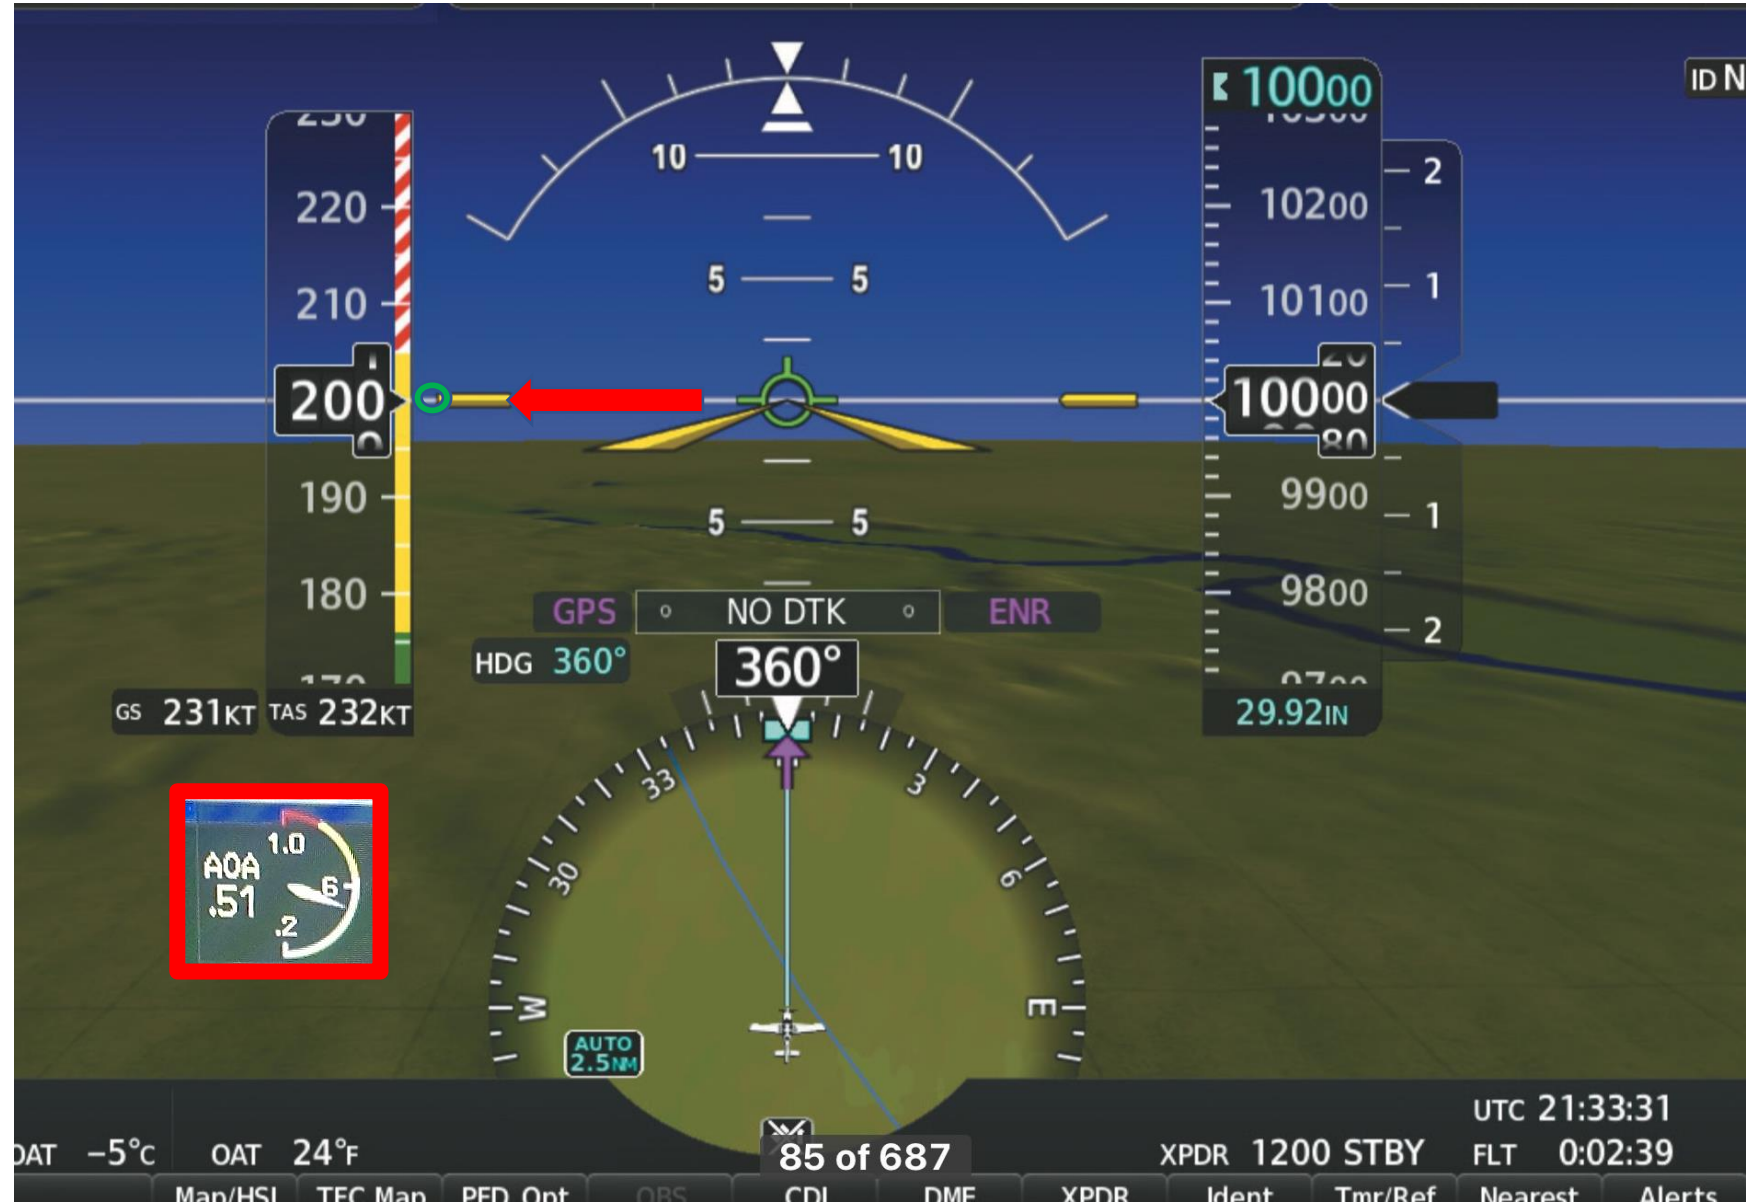 10000
ID N
10 10
220
10200
2
5 5
210
10100
1
200
10000
20
80
190
9900
5 5
1
180
9800
GPS NO DTK ENR
2
HDG 360°
360°
GS 231KT TAS 232KT
29.92IN
33
3
1.0
AOA
.51
6
.2
30
6
W
E
AUTO
2.5NM
UTC 21:33:31
OAT -5°C OAT 24°F
85 of 687
XPDR 1200 STBY FLT 0:02:39
Map/HSI TFC Map PFD Opt OBS CDI DME XPDR Ident Tmr/Ref Nearest Alerts